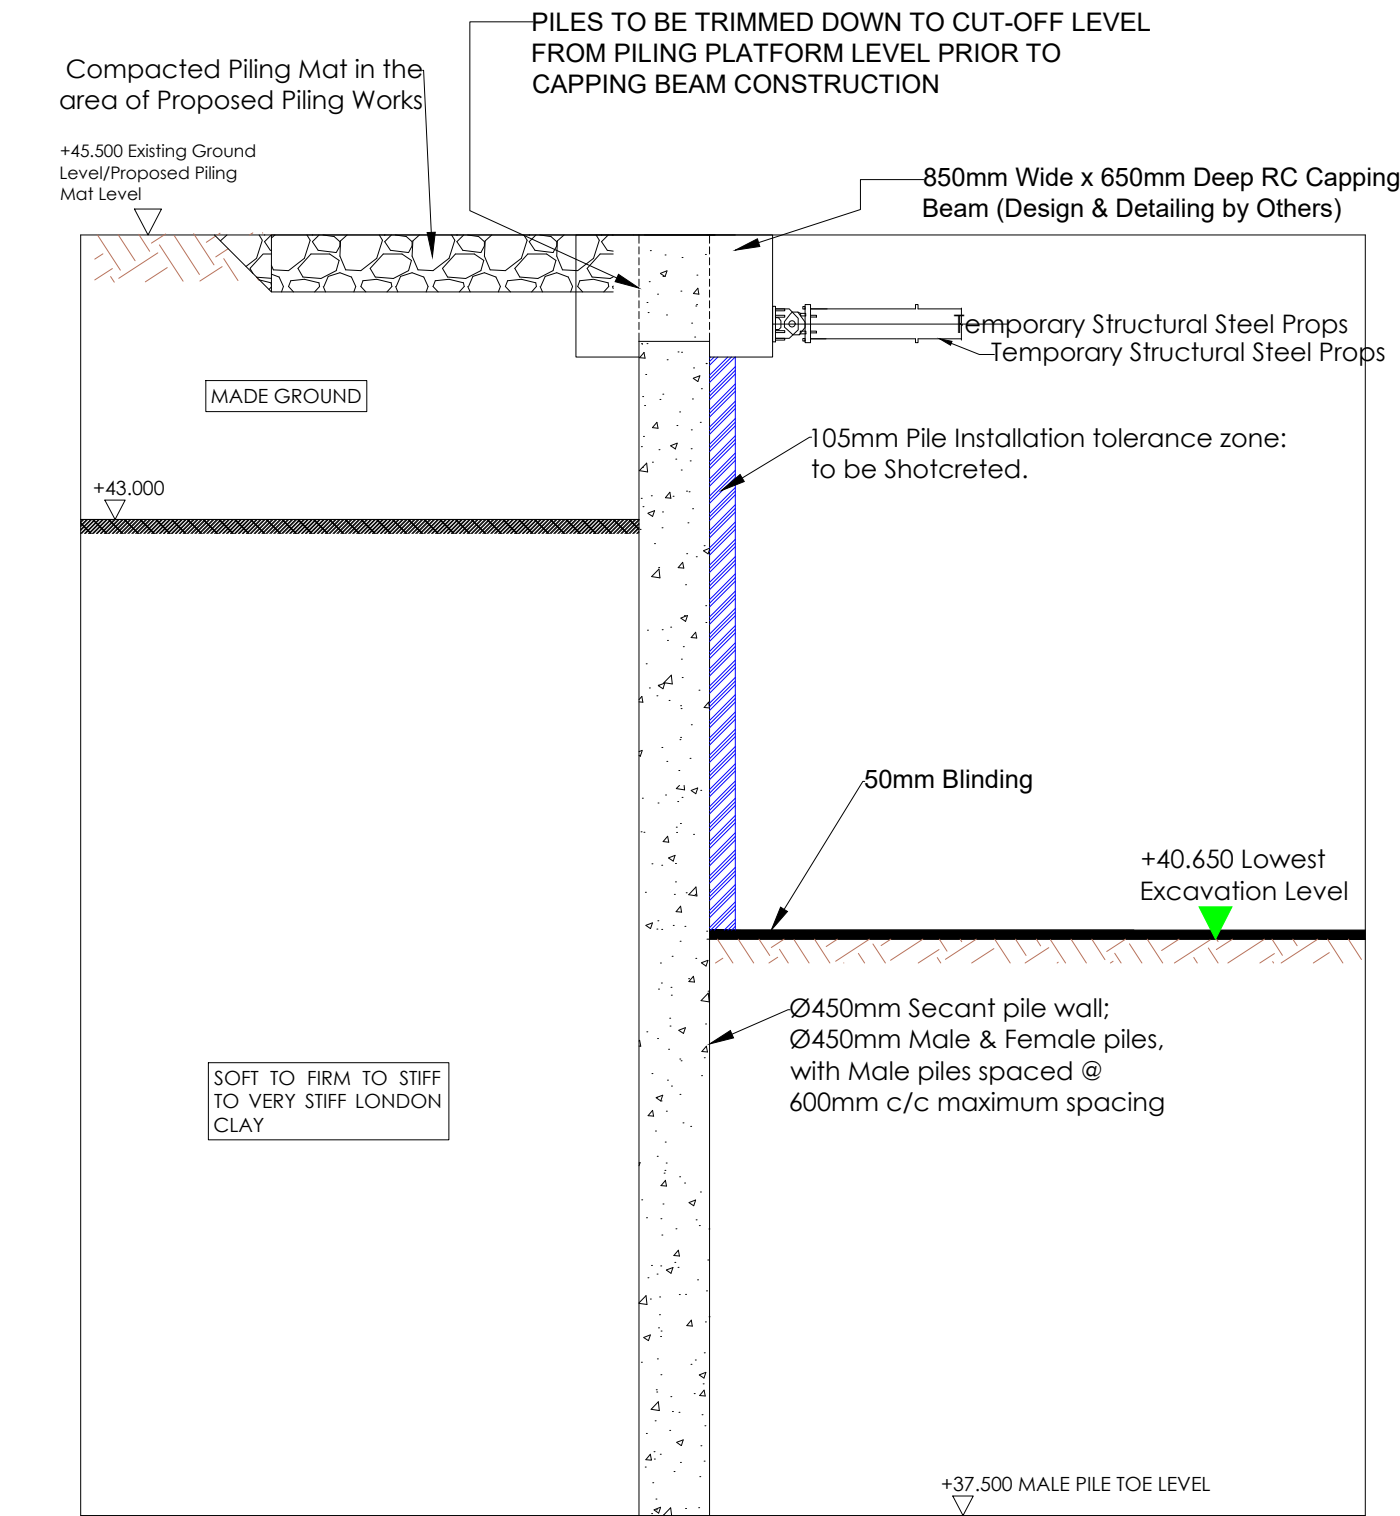 PILES TO BE TRIMMED DOWN TO CUT-OFF LEVEL
FROM PILING PLATFORM LEVEL PRIOR TO
CAPPING BEAM CONSTRUCTION
Compacted Piling Mat in the
area of Proposed Piling Works
+45.500 Existing Ground
Level/Proposed Piling
Mat Level
850mm Wide x 650mm Deep RC Capping
Beam (Design & Detailing by Others)
Temporary Structural Steel Props
Temporary Structural Steel Props
MADE GROUND
105mm Pile Installation tolerance zone:
to be Shotcreted.
+43.000
50mm Blinding
+40.650 Lowest
Excavation Level
Ø450mm Secant pile wall;
Ø450mm Male & Female piles,
with Male piles spaced @
600mm c/c maximum spacing
SOFT TO FIRM TO STIFF
TO VERY STIFF LONDON
CLAY
+37.500 MALE PILE TOE LEVEL